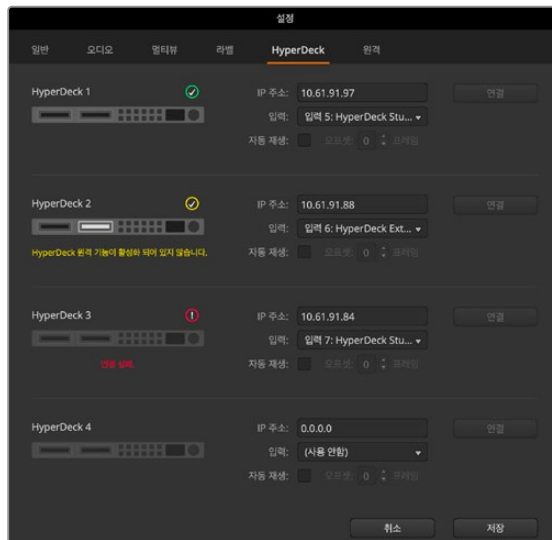 설정
일반 오디오 멀티뷰 라벨 HyperDeck 원격
HyperDeck 1 IP 주소: 10.61.91.97 연결
입력: 입력 5: HyperDeck Stu...
자동 재생: 오프셋: 0 프레임
HyperDeck 2 IP 주소: 10.61.91.88 연결
입력: 입력 6: HyperDeck Ext...
HyperDeck 원격 기능이 활성화 되어 있지 않습니다. 자동 재생: 오프셋: 0 프레임
HyperDeck 3 IP 주소: 10.61.91.84 연결
입력: 입력 7: HyperDeck Stu...
연결 실패. 자동 재생: 오프셋: 0 프레임
HyperDeck 4 IP 주소: 0.0.0.0 연결
입력: (사용 안함)
자동 재생: 오프셋: 0 프레임
취소 저장